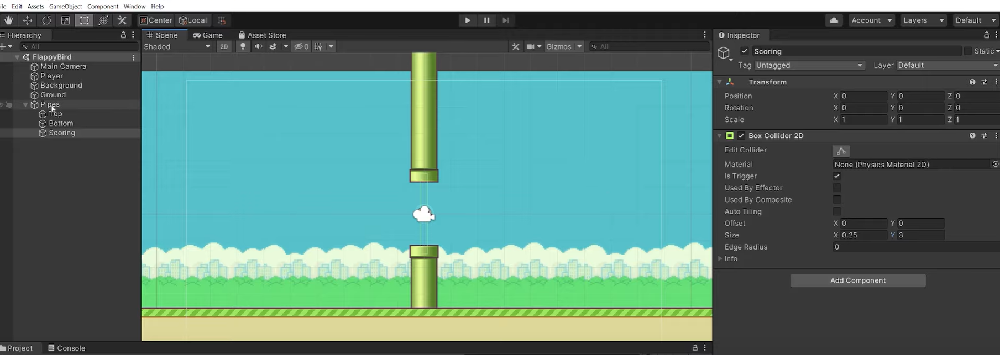 ile Edit Assets GameObject Component Window Help
Center Local Account Layers Default
Hierarchy
All
FlappyBird
Main Camera
Player
Background
Ground
Pipes
Top
Bottom
Scoring
Scene Game Asset Store
Shaded 2D 0 Gizmos All
Inspector
Scoring Static
Tag Untagged Layer Default
Transform
Position X 0 Y 0 Z 0
Rotation X 0 Y 0 Z 0
Scale X 1 Y 1 Z 1
Box Collider 2D
Edit Collider
Material None (Physics Material 2D)
Is Trigger
Used By Effector
Used By Composite
Auto Tiling
Offset X 0 Y 0
Size X 0.25 Y 3
Edge Radius 0
Info
Add Component
Project Console